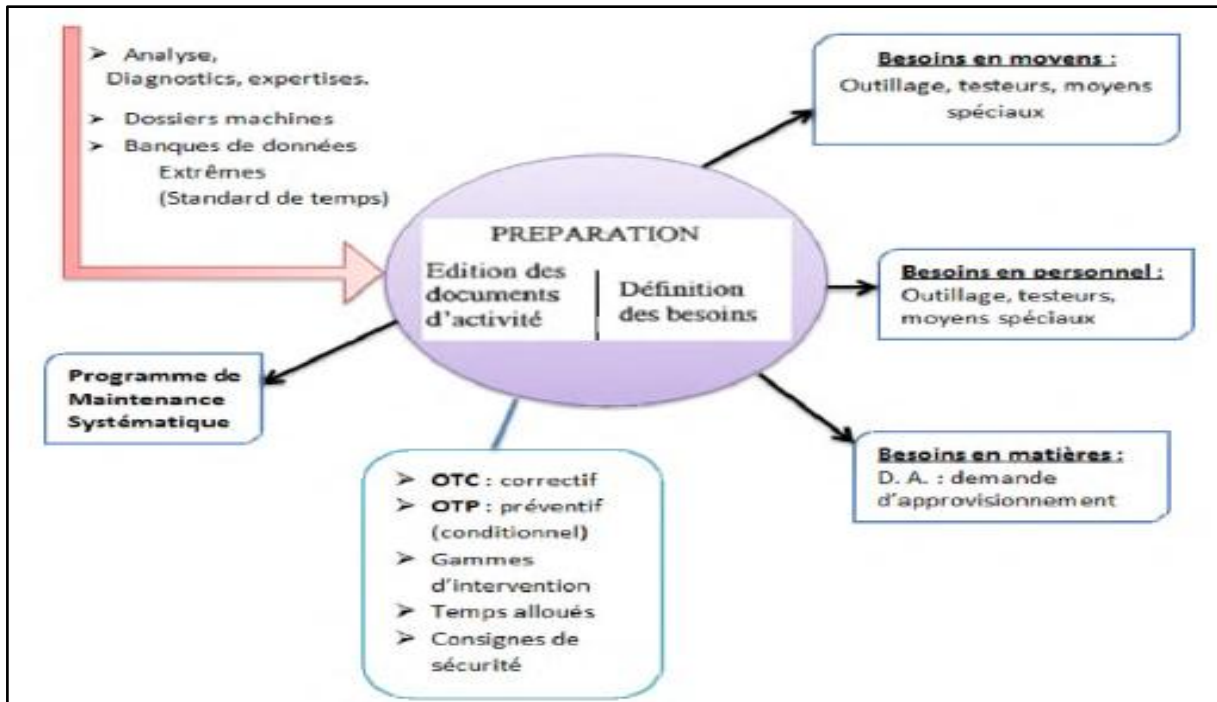 ➤ Analyse,
Diagnostics, expertises.
➤ Dossiers machines
➤ Banques de données
Extrêmes
(Standard de temps)
Besoins en movens :
Outillage, testeurs, moyens
spéciaux
PREPARATION
Edition des
documents
d'activité
Définition
des besoins
Besoins en personnel :
Outillage, testeurs,
moyens spéciaux
Programme de
Maintenance
Systématique
Besoins en matières :
D. A. : demande
d'approvisionnement
➤ OTC : correctif
➤ OTP : préventif
(conditionnel)
➤ Gammes
d'intervention
➤ Temps alloués
➤ Consignes de
sécurité